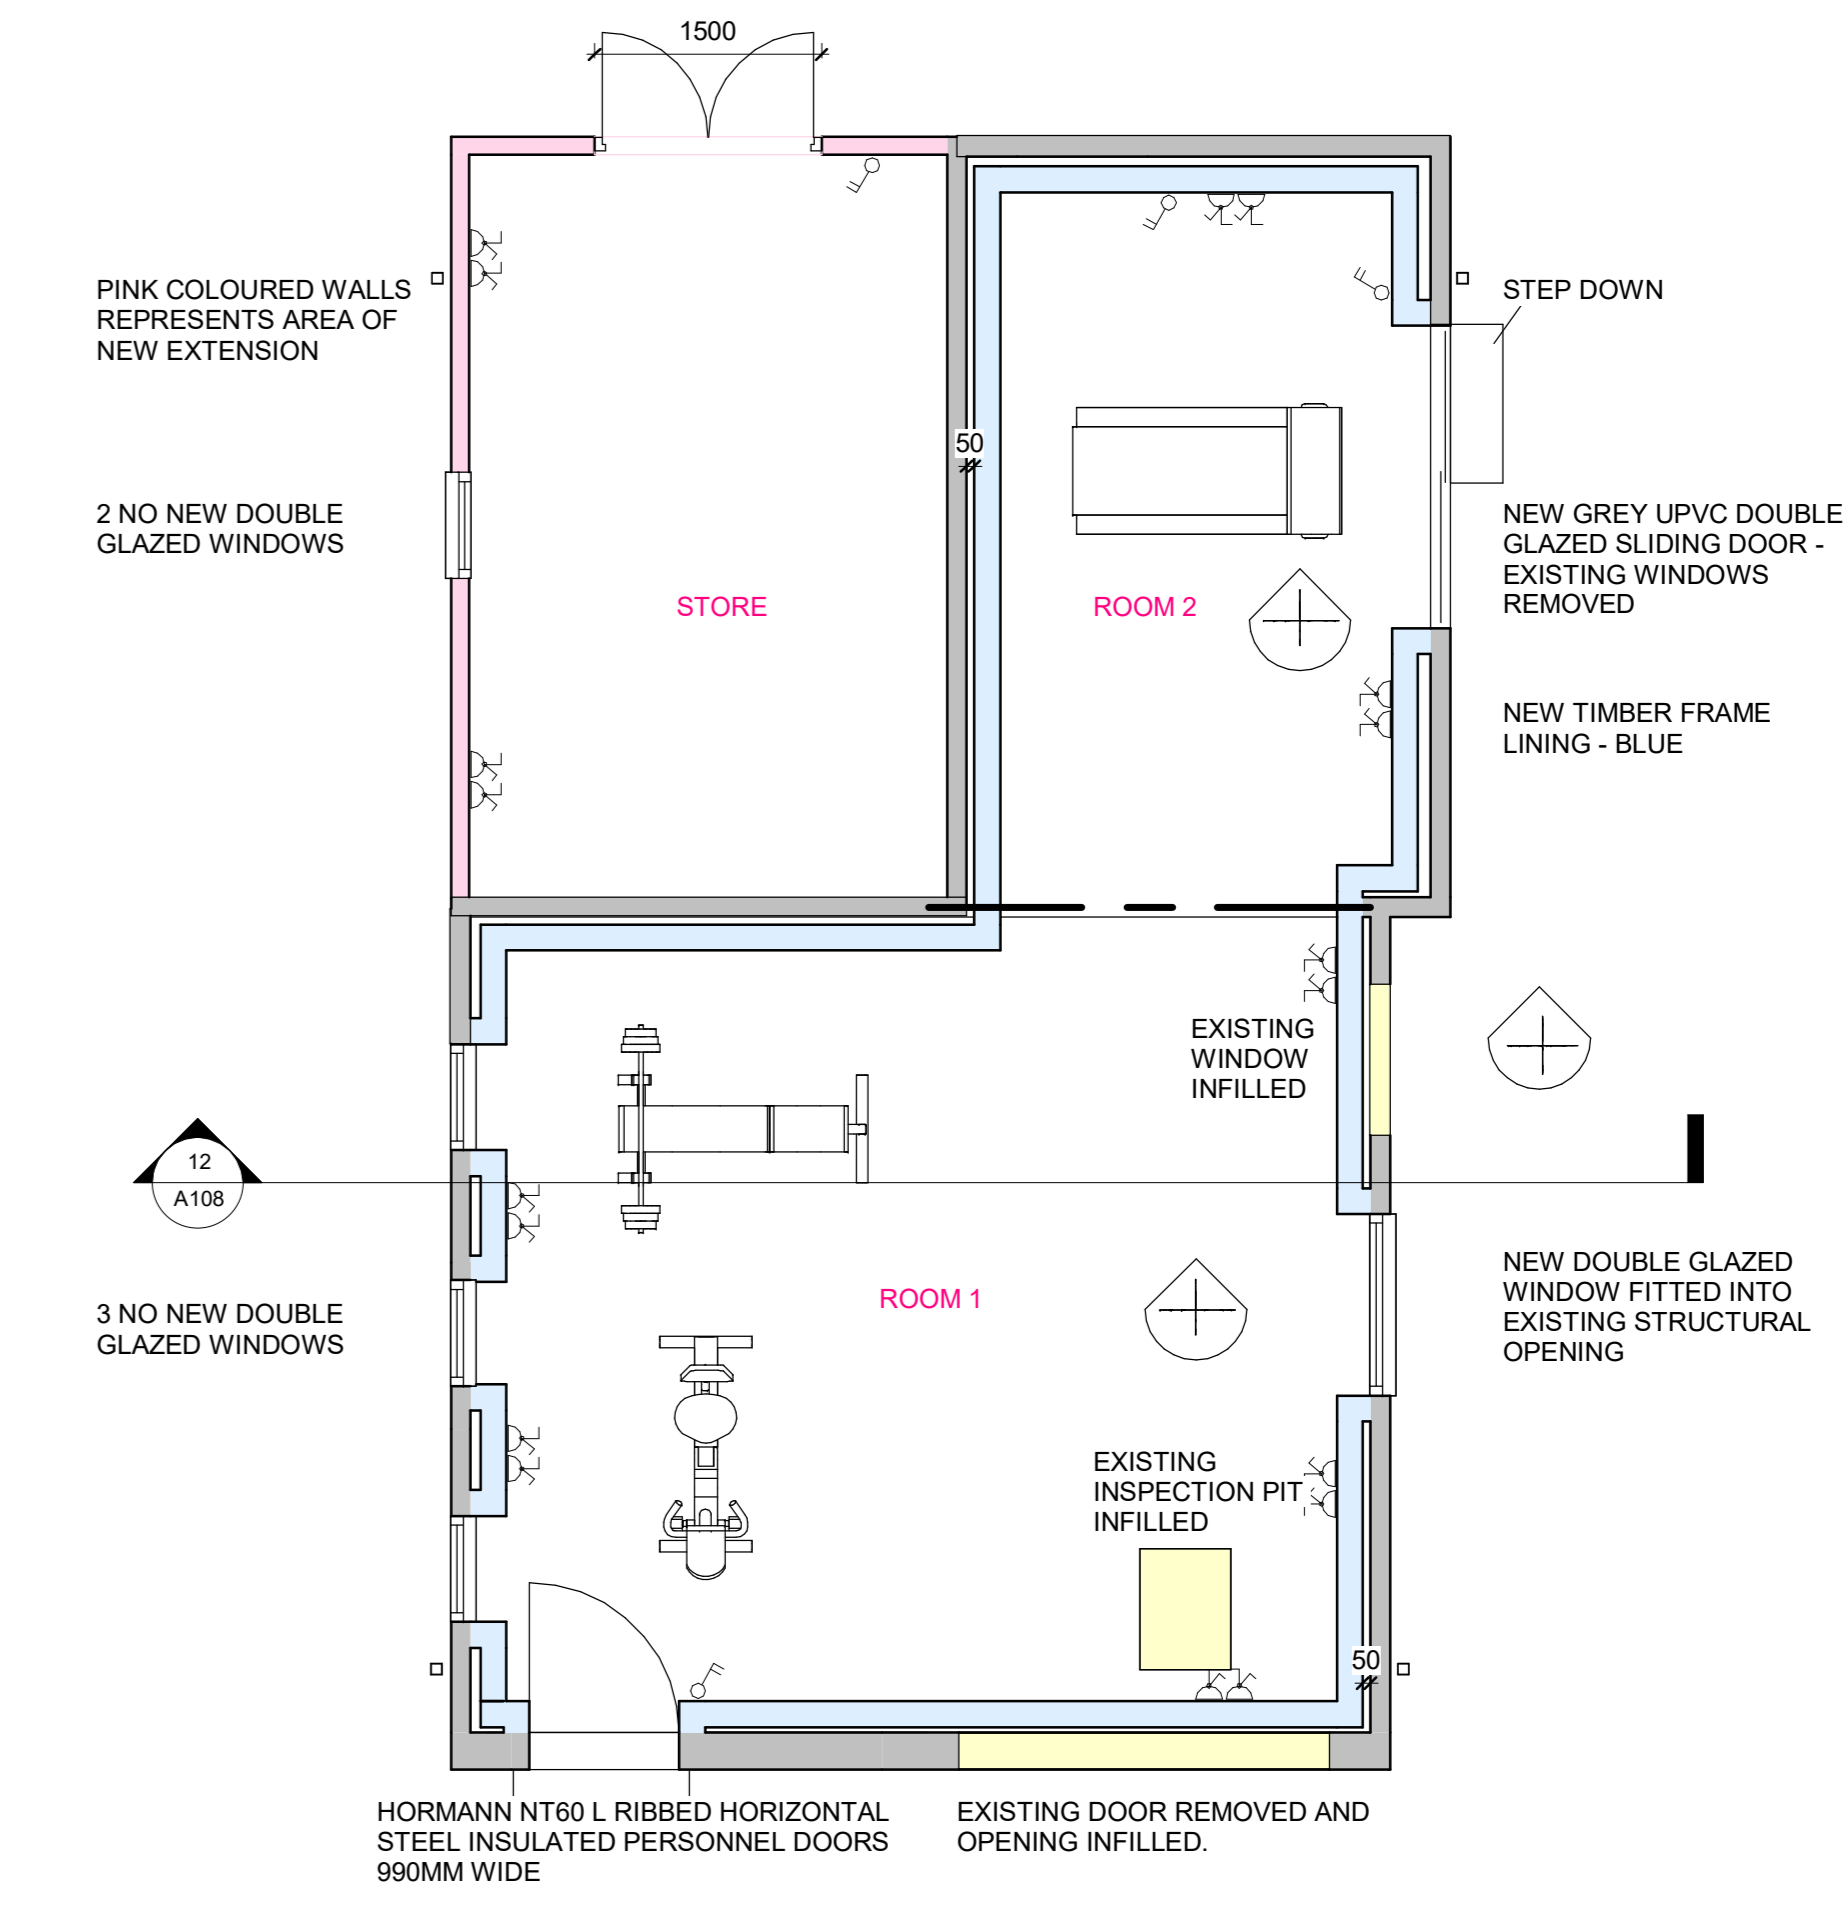 1500
PINK COLOURED WALLS
REPRESENTS AREA OF
NEW EXTENSION
STEP DOWN
50
2 NO NEW DOUBLE
GLAZED WINDOWS
NEW GREY UPVC DOUBLE
GLAZED SLIDING DOOR -
EXISTING WINDOWS
REMOVED
STORE
ROOM 2
NEW TIMBER FRAME
LINING - BLUE
EXISTING
WINDOW
INFILLED
12
A108
3 NO NEW DOUBLE
GLAZED WINDOWS
ROOM 1
NEW DOUBLE GLAZED
WINDOW FITTED INTO
EXISTING STRUCTURAL
OPENING
EXISTING
INSPECTION PIT
INFILLED
50
HORMANN NT60 L RIBBED HORIZONTAL
STEEL INSULATED PERSONNEL DOORS
990MM WIDE
EXISTING DOOR REMOVED AND
OPENING INFILLED.